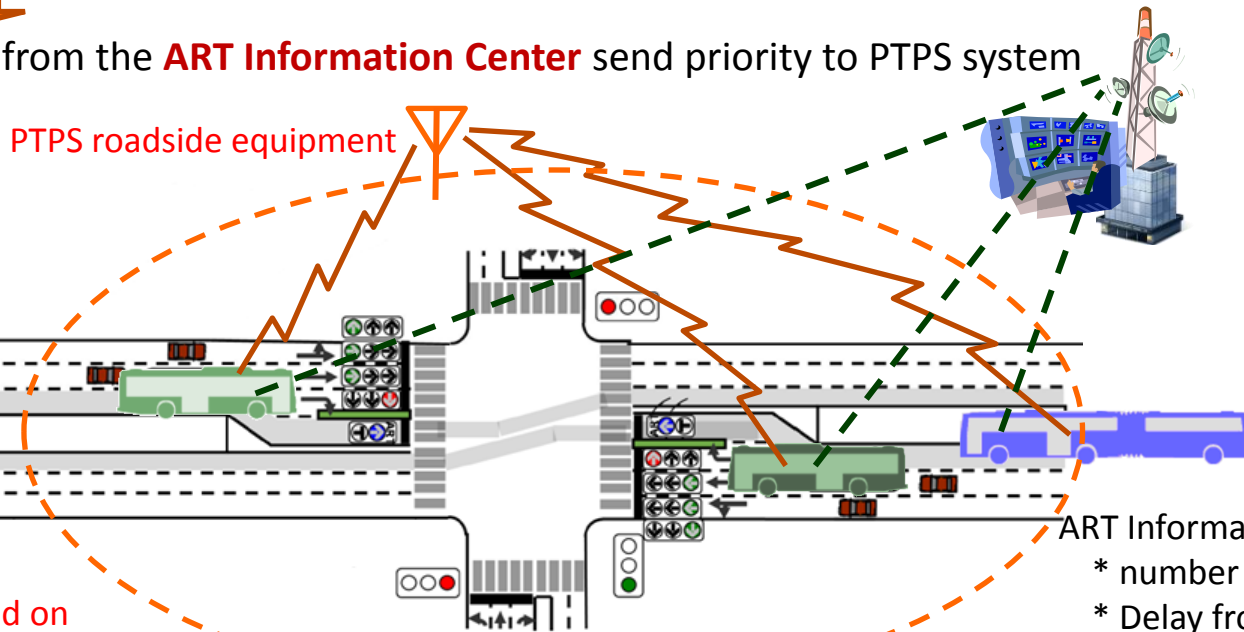 from the ART Information Center send priority to PTPS system
PTPS roadside equipment
ART Informa
* number
* Delay fro
d on